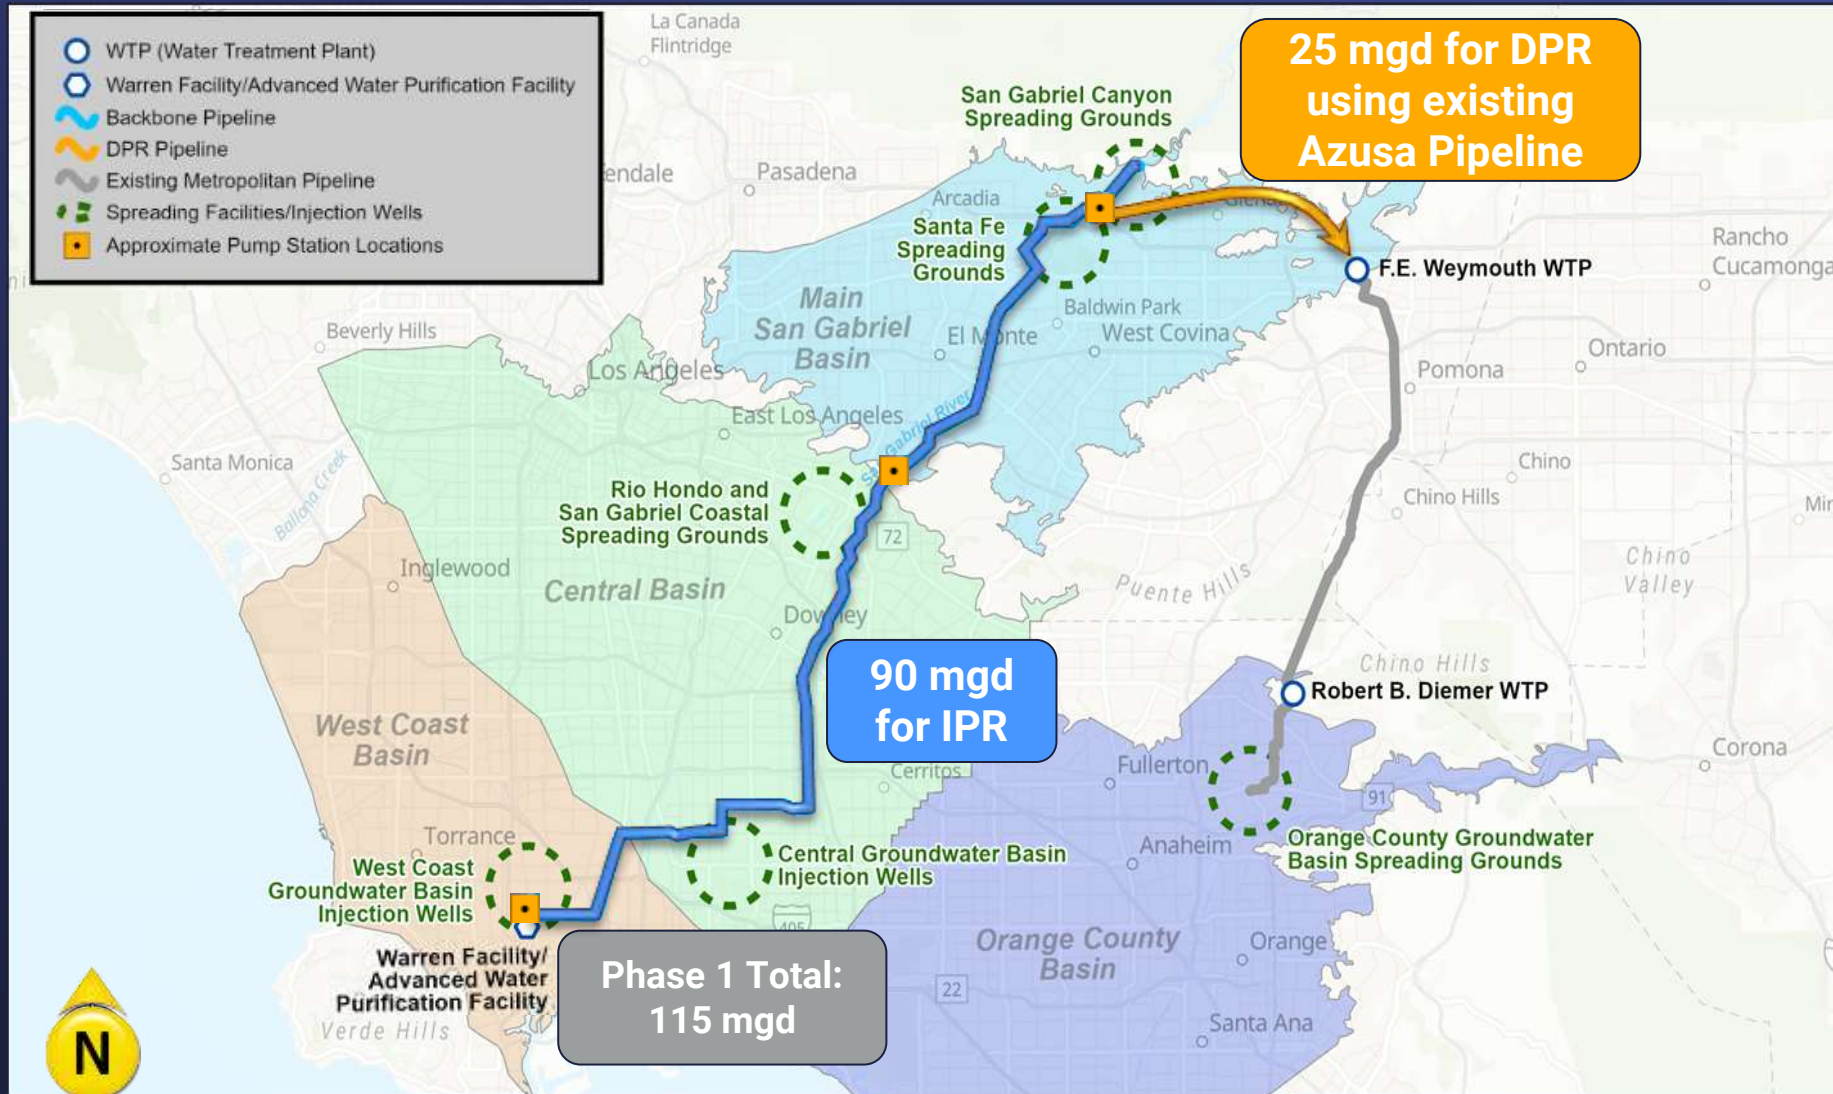 WTP (Water Treatment Plant)
Warren Facility/Advanced Water Purification Facility
Backbone Pipeline
DPR Pipeline
Existing Metropolitan Pipeline
Spreading Facilities/Injection Wells
Approximate Pump Station Locations
La Canada
Flintridge
25 mgd for DPR
using existing
Azusa Pipeline
San Gabriel Canyon
Spreading Grounds
endale
Pasadena
Arcadia
Santa Fe
Spreading
Grounds
F.E. Weymouth WTP
Rancho
Cucamonga
Main
San Gabriel
Basin
Baldwin Park
El Monte
West Covina
Beverly Hills
Los Angeles
East Los Angeles
San Gabriel River
Pomona
Ontario
Santa Monica
Ballona Creek
Rio Hondo and
San Gabriel Coastal
Spreading Grounds
72
Chino
Chino Hills
Inglewood
Central Basin
Downey
Puente Hills
Chino
Valley
90 mgd
for IPR
Chino Hills
Robert B. Diemer WTP
West Coast
Basin
Cerritos
Fullerton
Corona
91
Torrance
Anaheim
West Coast
Groundwater Basin
Injection Wells
Central Groundwater Basin
Injection Wells
Orange County Groundwater
Basin Spreading Grounds
405
Warren Facility/
Advanced Water
Purification Facility
Phase 1 Total:
115 mgd
Orange County
Basin
Orange
22
Verde Hills
Santa Ana
N